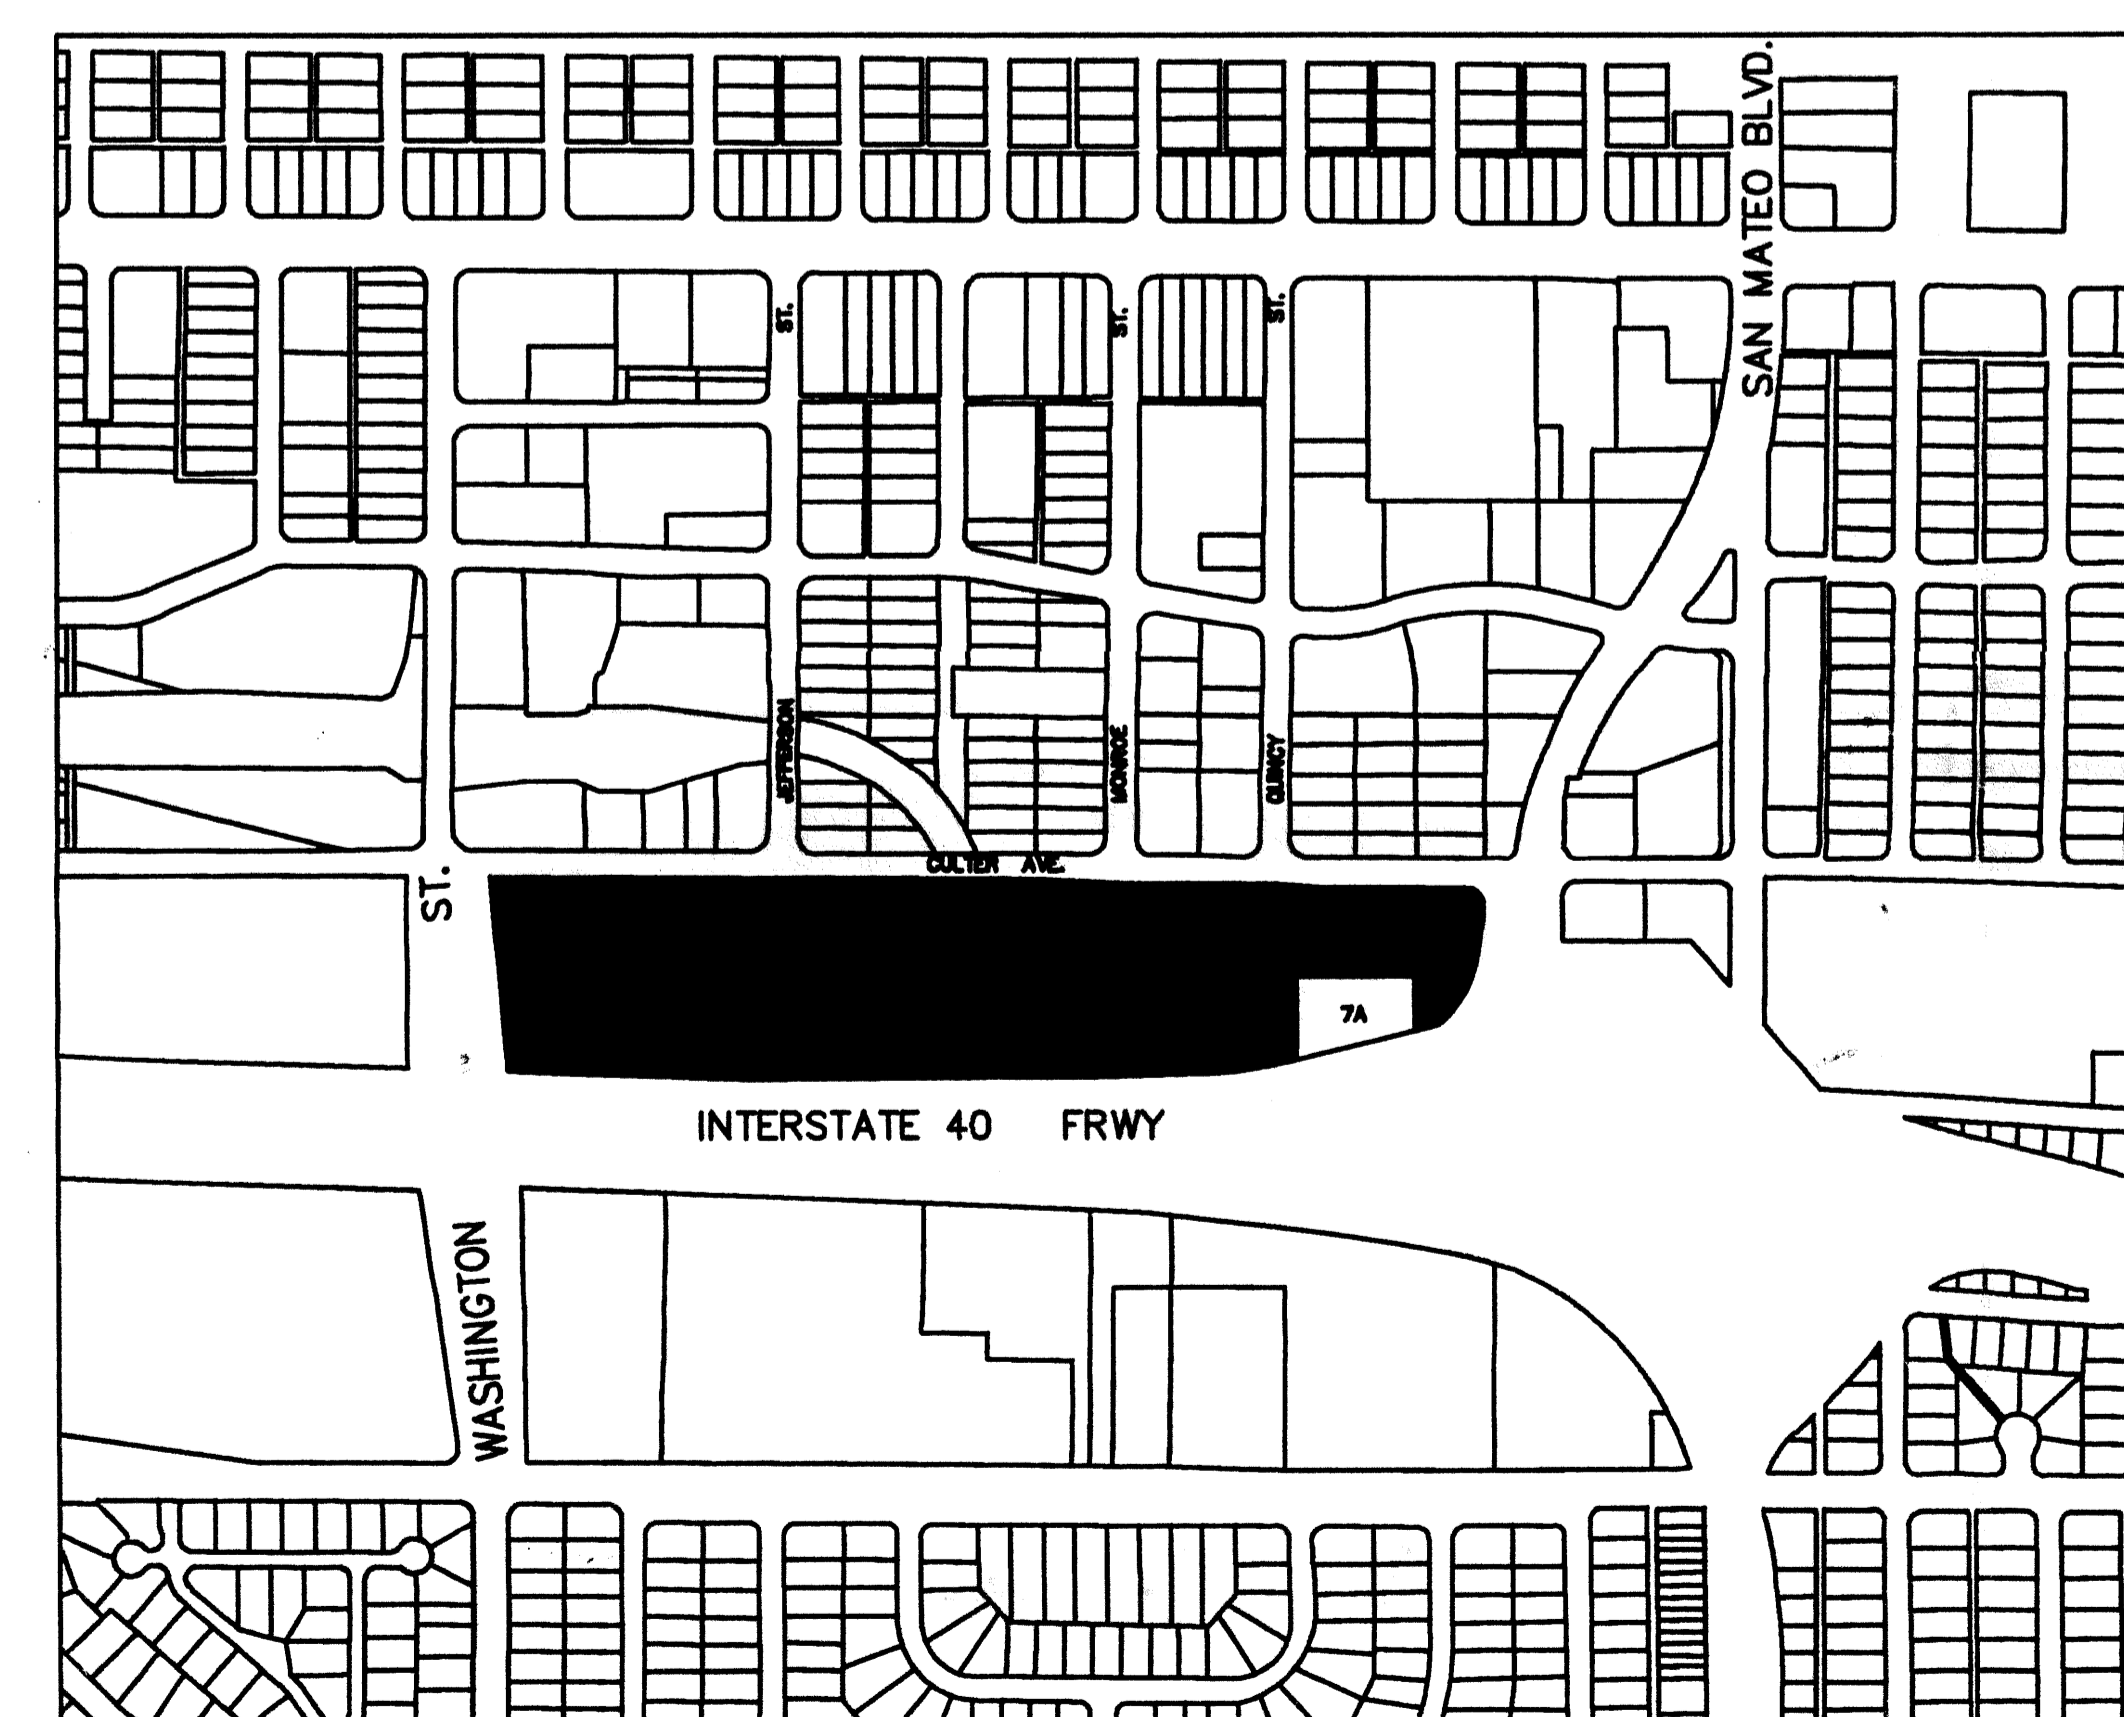 SAN MATEO BLVD.
ST.
ST.
ST.
JEFFERSON
MONROE
QUINCY
CULTER AVE.
ST.
7A
INTERSTATE 40 FRWY
WASHINGTON